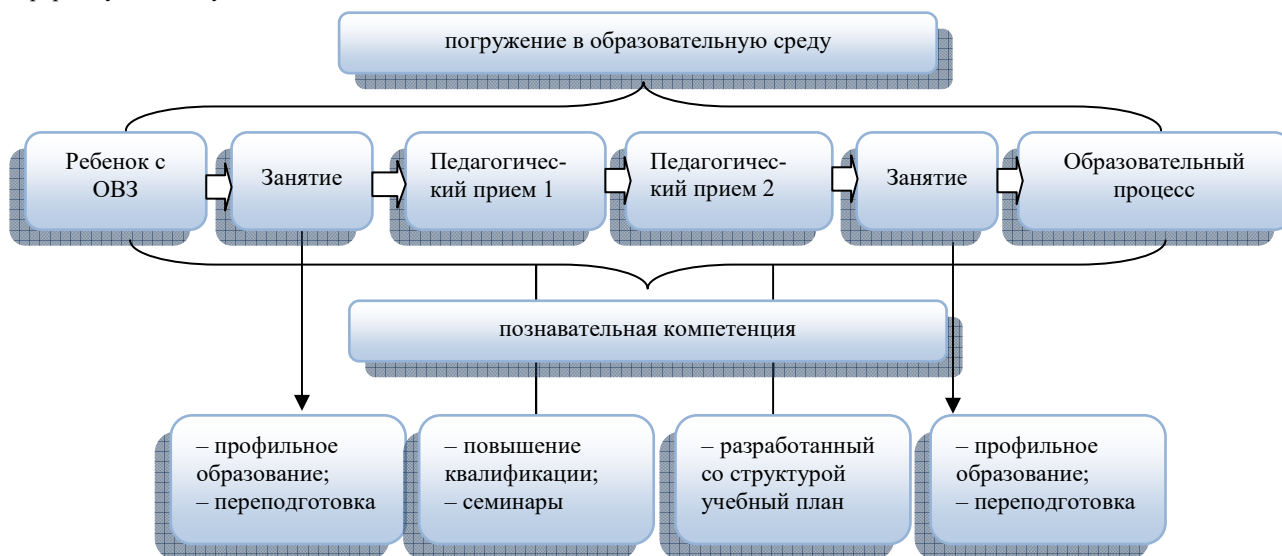 погружение в образовательную среду
Ребенок с
ОВЗ
Занятие
Педагогичес-
кий прием 1
Педагогичес-
кий прием 2
Занятие
Образовательный
процесс
познавательная компетенция
– профильное
образование;
– переподготовка
– повышение
квалификации;
– семинары
– разработанный
со структурой
учебный план
– профильное
образование;
– переподготовка